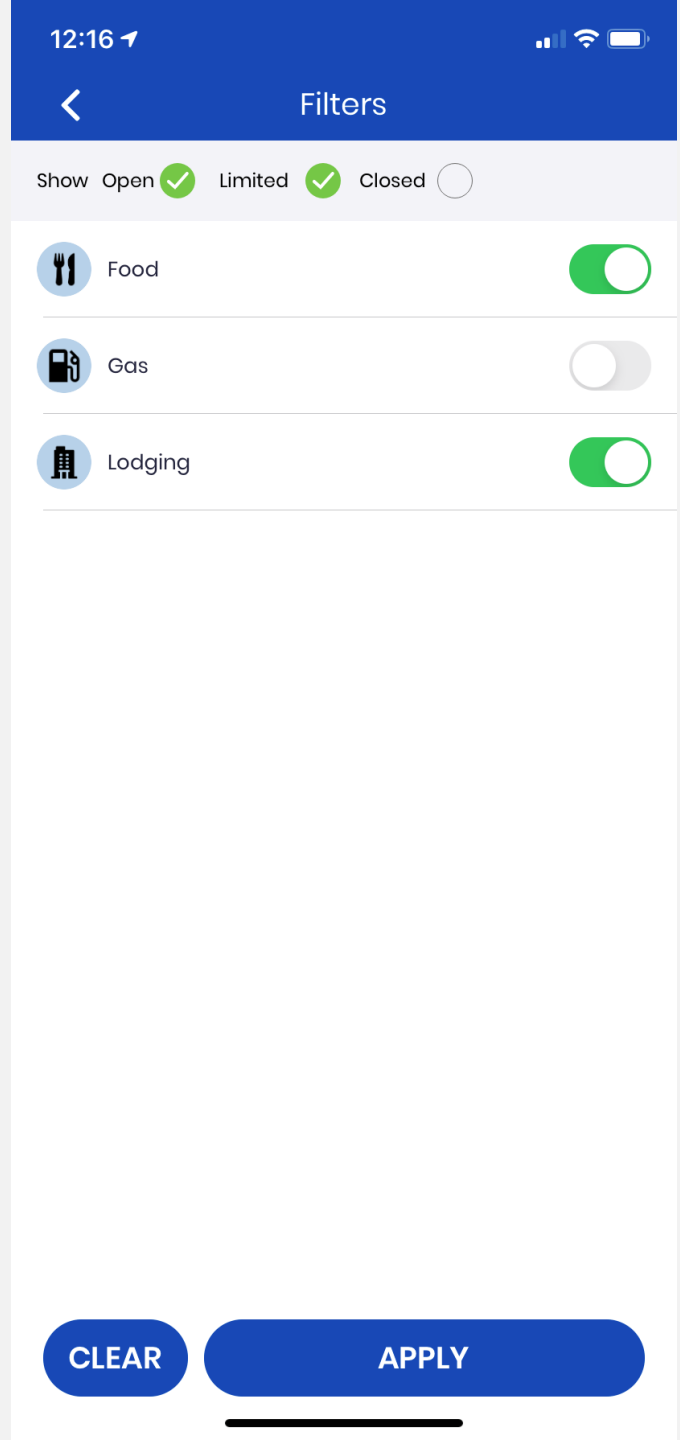 12:16
Filters
Show Open Limited Closed
Food
Gas
Lodging
CLEAR APPLY